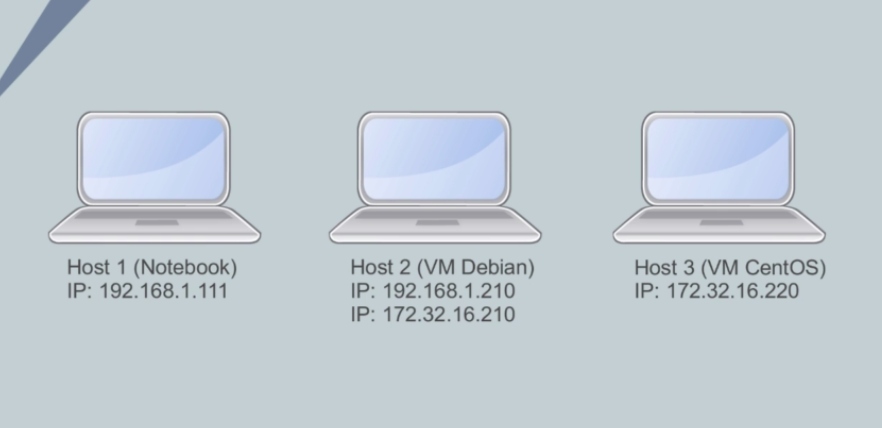 Host 1 (Notebook)
IP: 192.168.1.111
Host 2 (VM Debian)
IP: 192.168.1.210
IP: 172.32.16.210
Host 3 (VM CentOS)
IP: 172.32.16.220